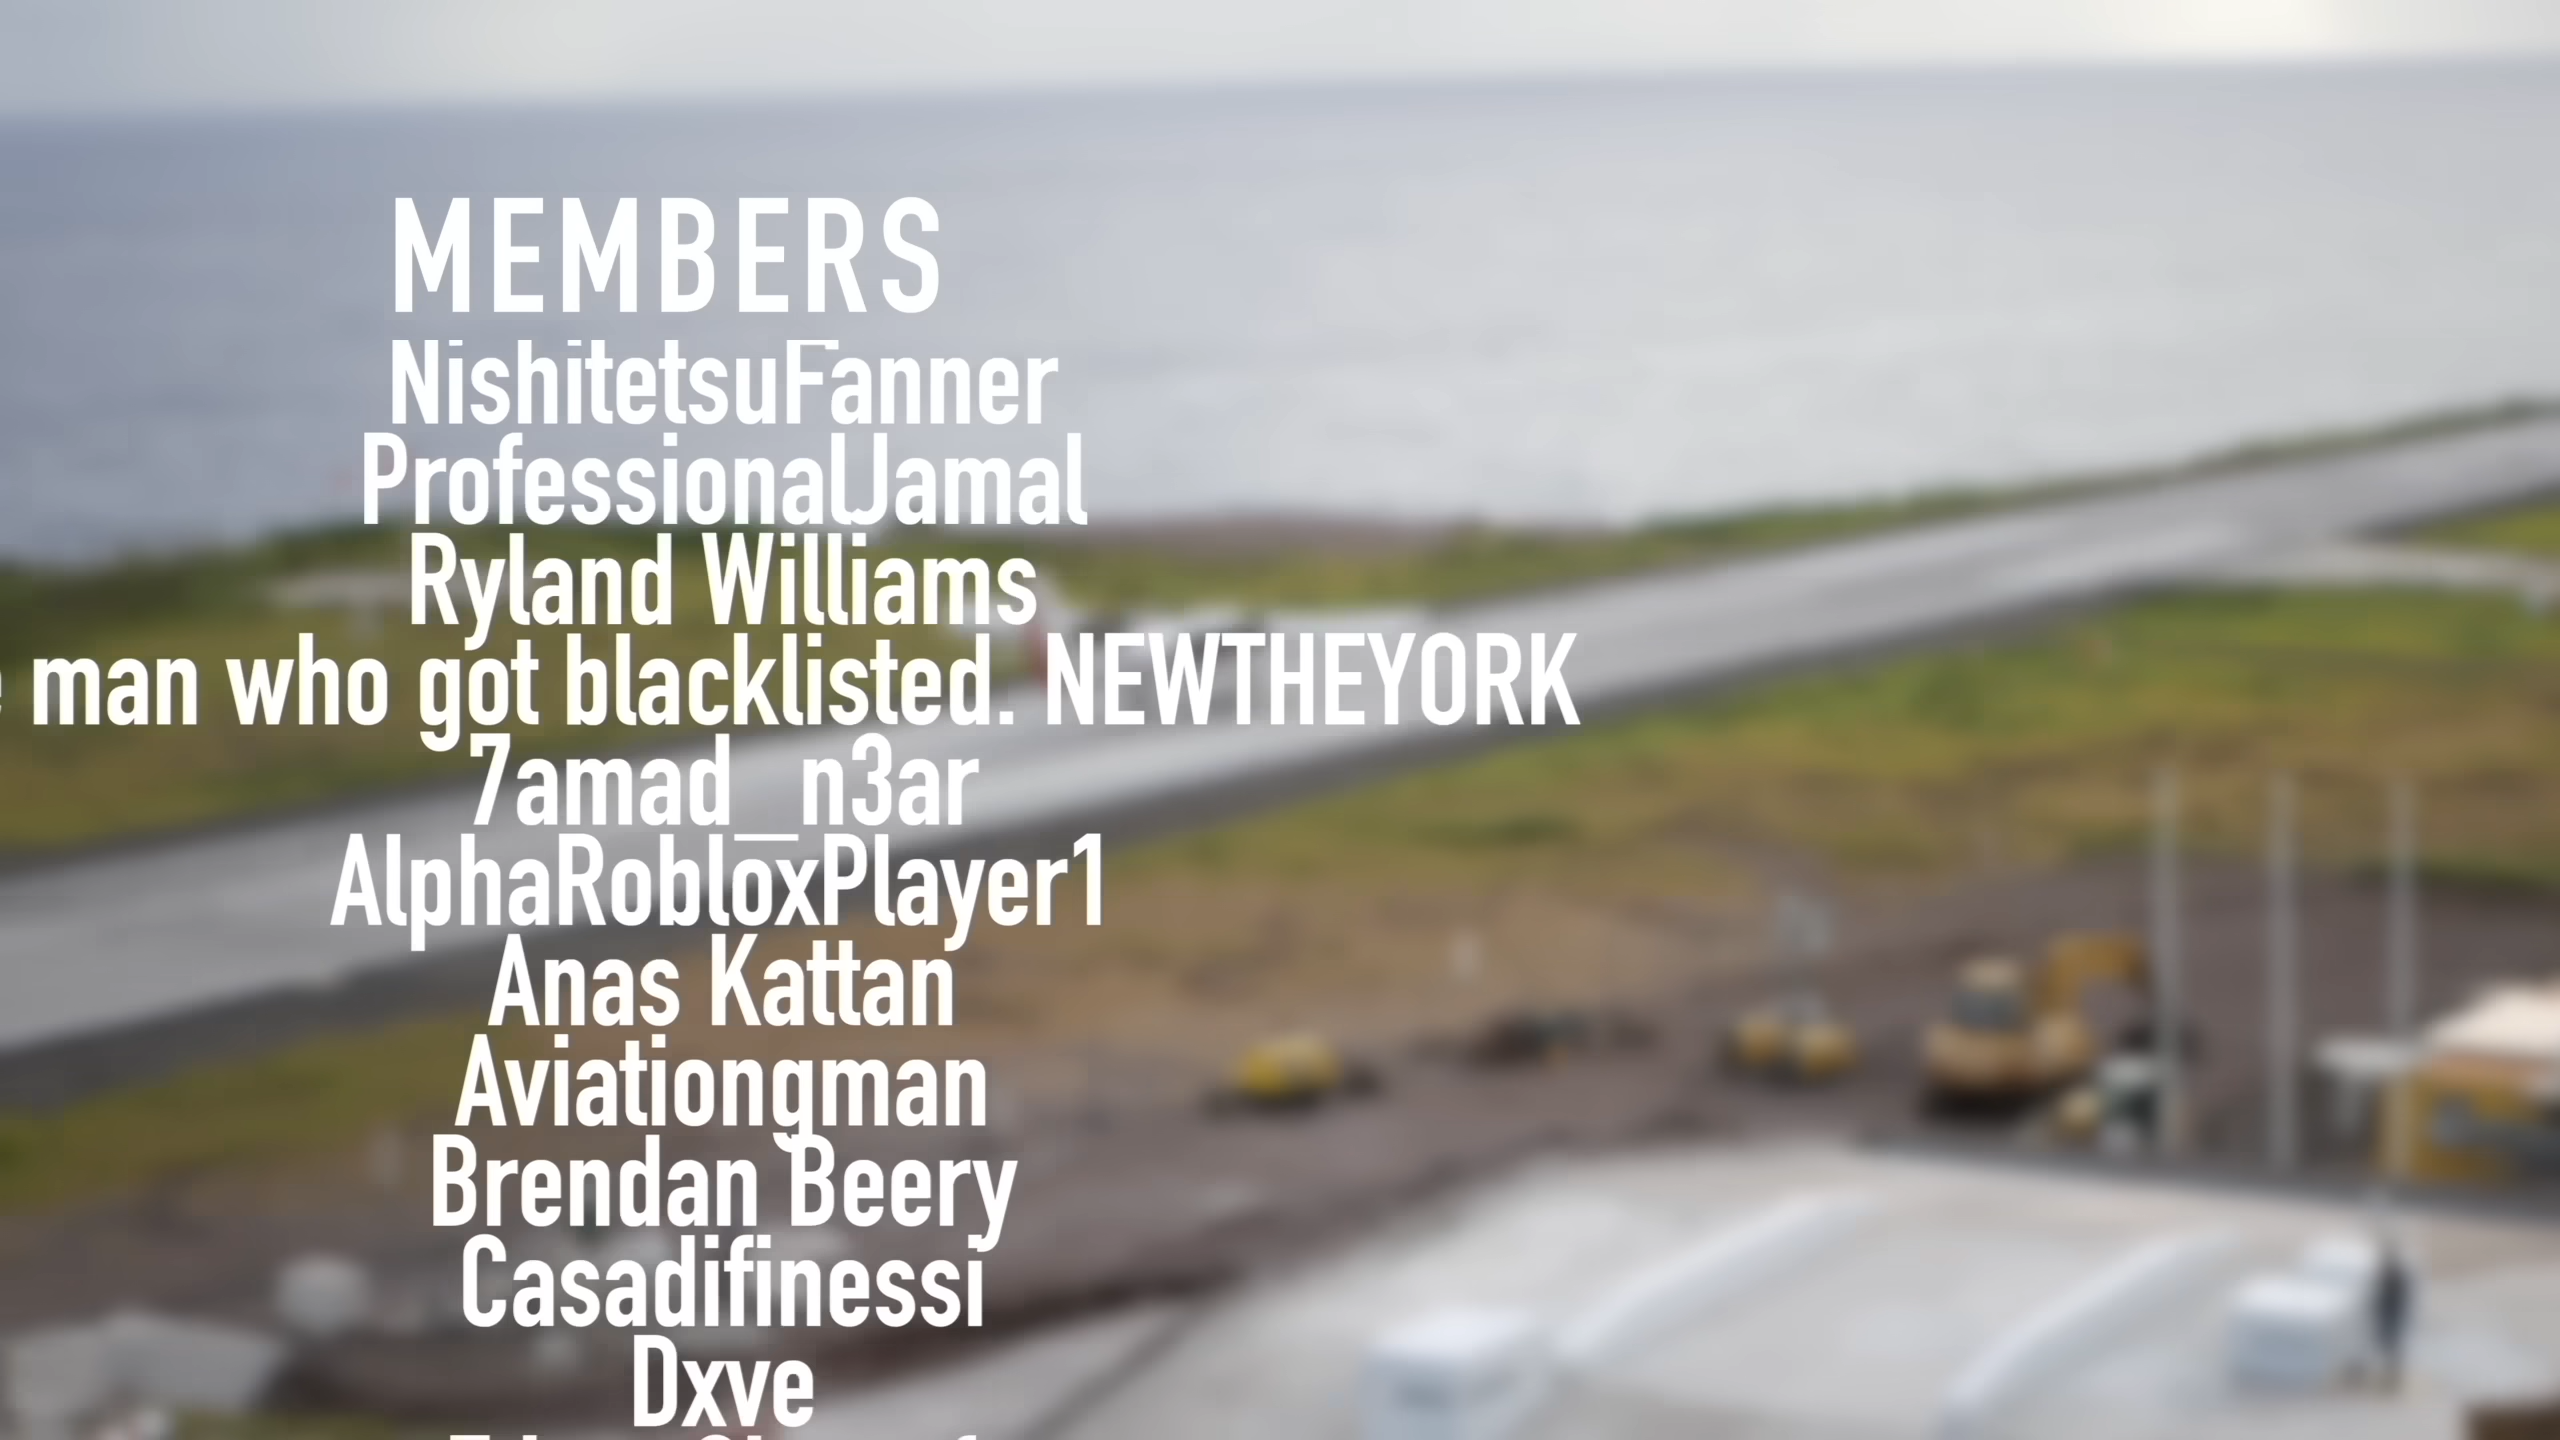 MEMBERS
NishitetsuFanner
ProfessionalJamal
Ryland Williams
man who got blacklisted. NEWTHEYORK
7amad_n3ar
AlphaRobloxPlayer1
Anas Kattan
Aviationgman
Brendan Beery
Casadifinessi
Dxve